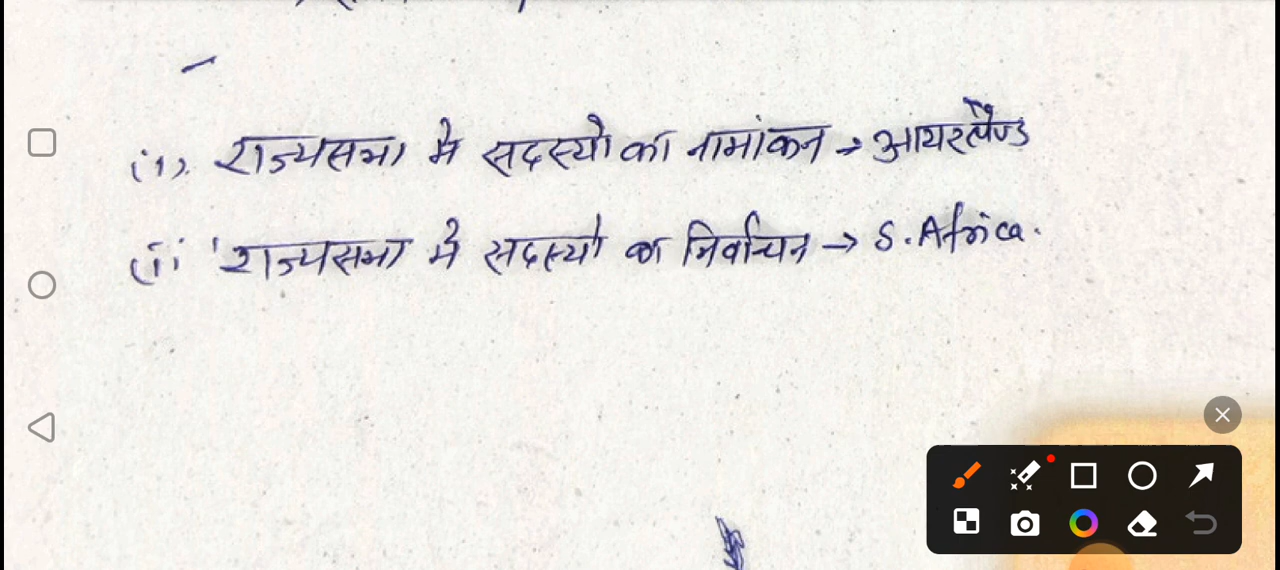 (i). राज्यसभा मे सदस्यो का नामांकन → आयरलैण्ड
(ii) राज्यसभा मे सदस्यो का निर्वाचन → S. Africa.